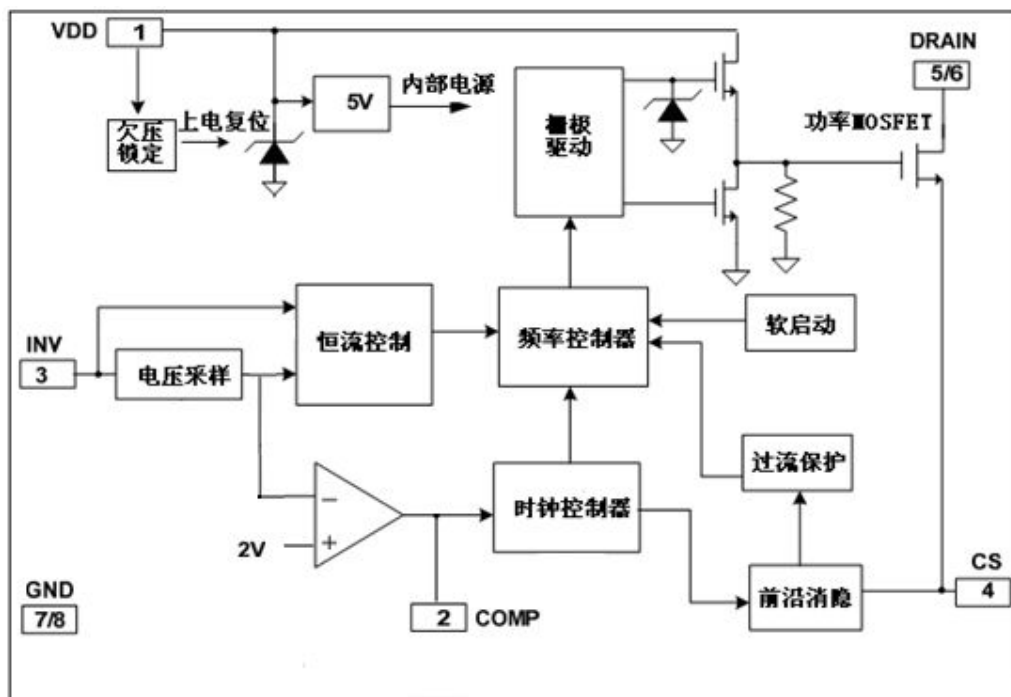 VDD
1
DRAIN
5/6
5V
内部电源
上电复位
欠压
锁定
栅极
驱动
功率MOSFET
INV
3
电压采样
恒流控制
频率控制器
软启动
过流保护
时钟控制器
2V
GND
7/8
2
COMP
前沿消隐
CS
4